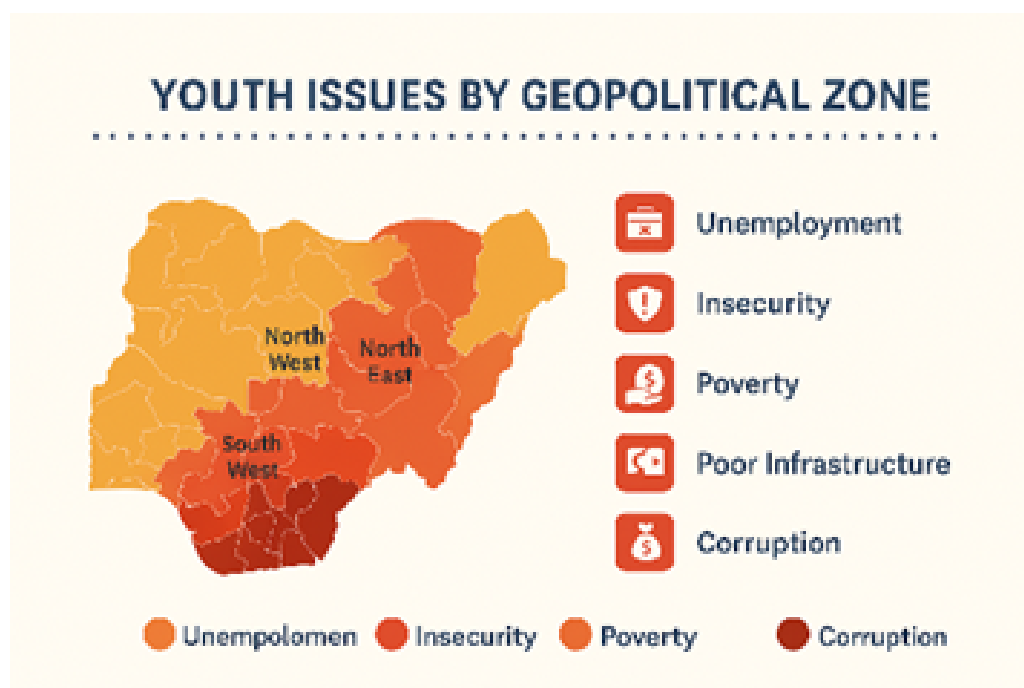 YOUTH ISSUES BY GEOPOLITICAL ZONE
North
West
North
East
South
West
Unemployment
Insecurity
Poverty
Poor Infrastructure
Corruption
Unempolomen
Insecurity
Poverty
Corruption